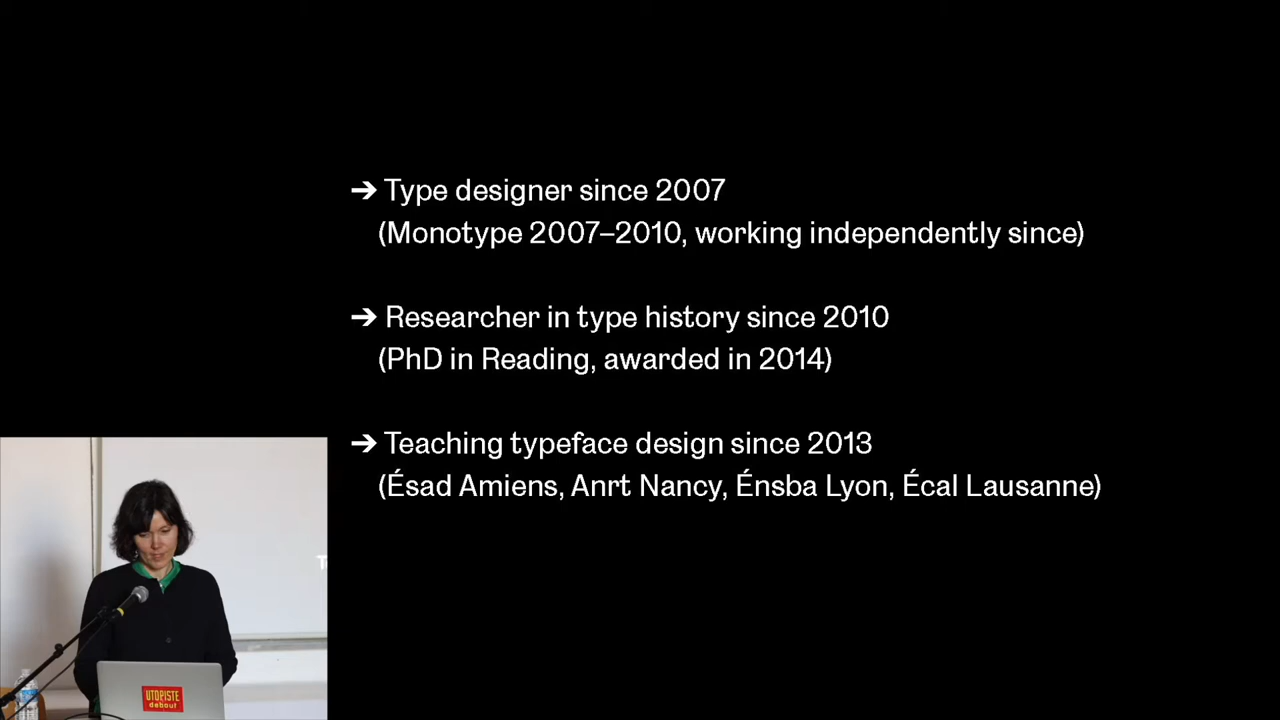 ➔ Type designer since 2007
(Monotype 2007–2010, working independently since)
➔ Researcher in type history since 2010
(PhD in Reading, awarded in 2014)
➔ Teaching typeface design since 2013
(Ésad Amiens, Anrt Nancy, Énsba Lyon, Écal Lausanne)
T
UTOPISTE
debout